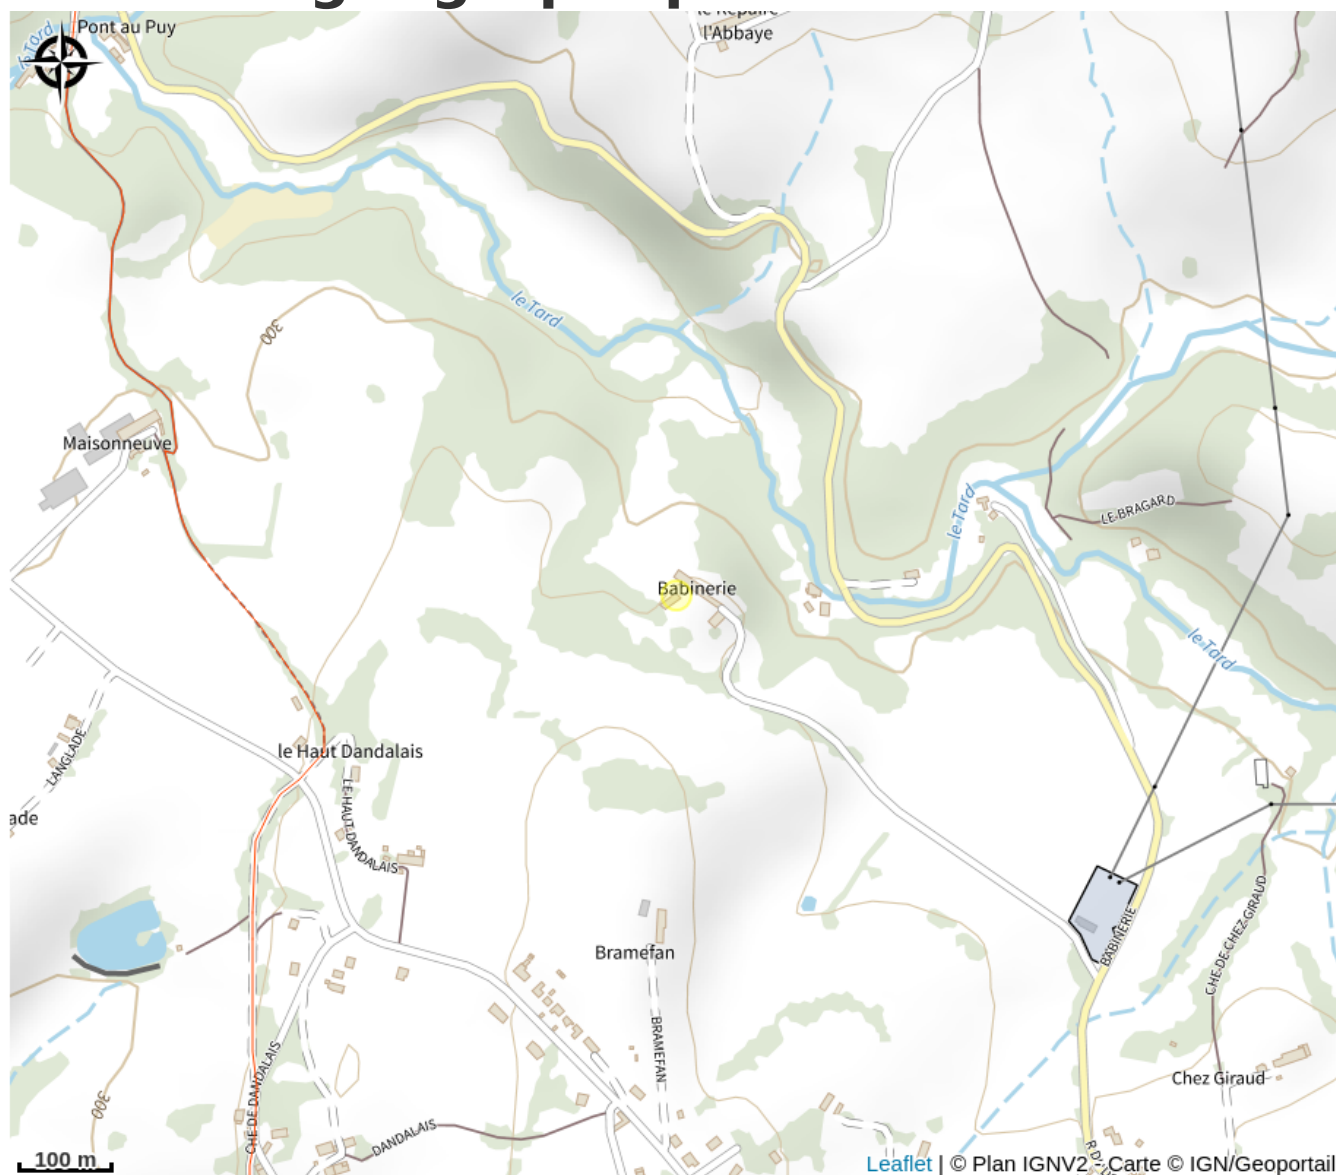 Pont au Puy
l'Abbaye
le Tard
300
Maisonneuve
le Tard
LE BRAGARD
Babinerie
le Tard
LANGLADE
le Haut Dandalais
LE HAUT DANDALAIS
ade
BABINERIE
CHE DE CHEZ GIRAUD
Bramefan
BRAMEFAN
CHE DE DANDALAIS
300
DANDALAIS
Chez Giraud
100 m
Leaflet | © Plan IGNV2 - Carte © IGN/Geoportail